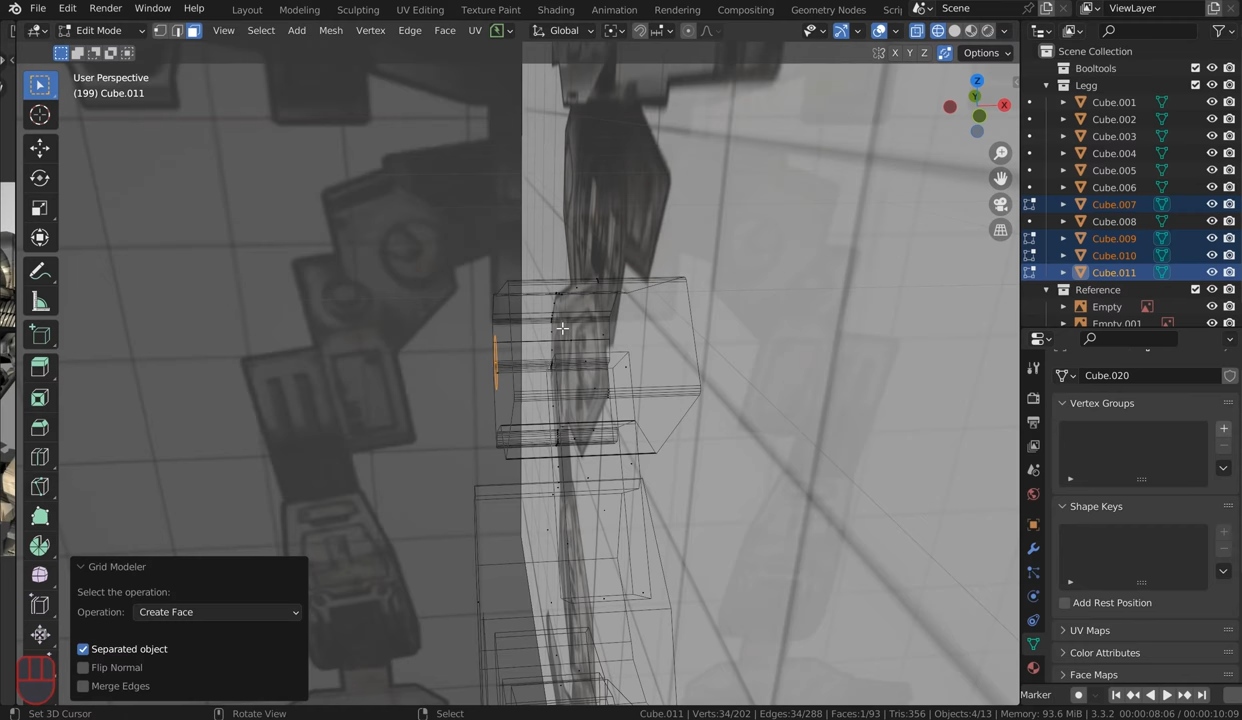 File Edit Render Window Help Layout Modeling Sculpting UV Editing Texture Paint Shading Animation Rendering Compositing Geometry Nodes Scri Scene ViewLayer
Edit Mode View Select Add Mesh Vertex Edge Face UV Global
X Y Z Options
User Perspective
(199) Cube.011
Z
Y
X
Scene Collection
Booltools
Legg
Cube.001
Cube.002
Cube.003
Cube.004
Cube.005
Cube.006
Cube.007
Cube.008
Cube.009
Cube.010
Cube.011
Reference
Empty
Empty.001
Cube.020
Vertex Groups
Shape Keys
Add Rest Position
UV Maps
Color Attributes
Face Maps
Grid Modeler
Select the operation:
Operation: Create Face
Separated object
Flip Normal
Merge Edges
Marker
Set 3D Cursor Rotate View Select Cube.011 | Verts:34/202 | Edges:34/288 | Faces:1/93 | Tris:356 | Objects:4/13 | Memory: 93.6 MiB | 3.3.2 00:00:08:06 / 00:00:10:09